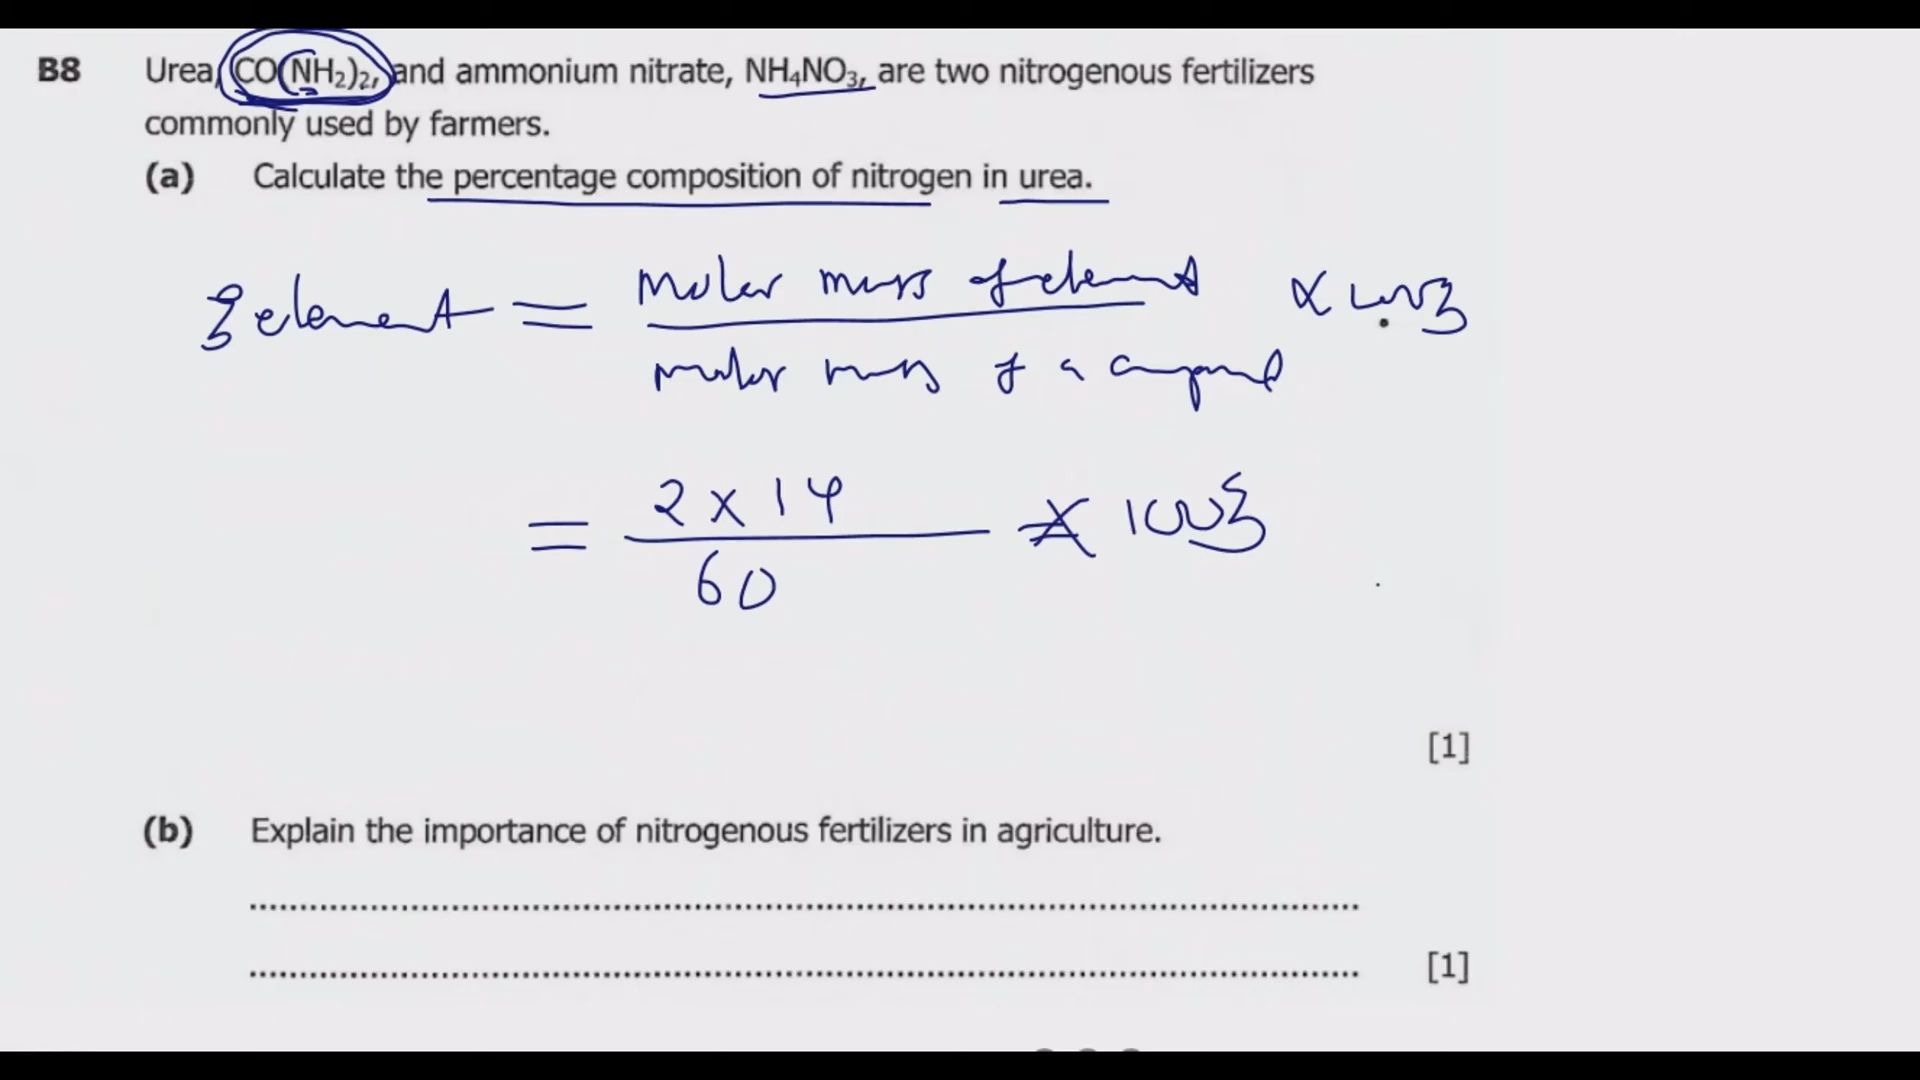 B8 Urea, CO(NH₂)₂, and ammonium nitrate, NH₄NO₃, are two nitrogenous fertilizers
commonly used by farmers.
(a) Calculate the percentage composition of nitrogen in urea.
% element = molar mass of element × 100%
molar mass of a compound
= 2 × 14 × 100%
60
[1]
(b) Explain the importance of nitrogenous fertilizers in agriculture.
[1]